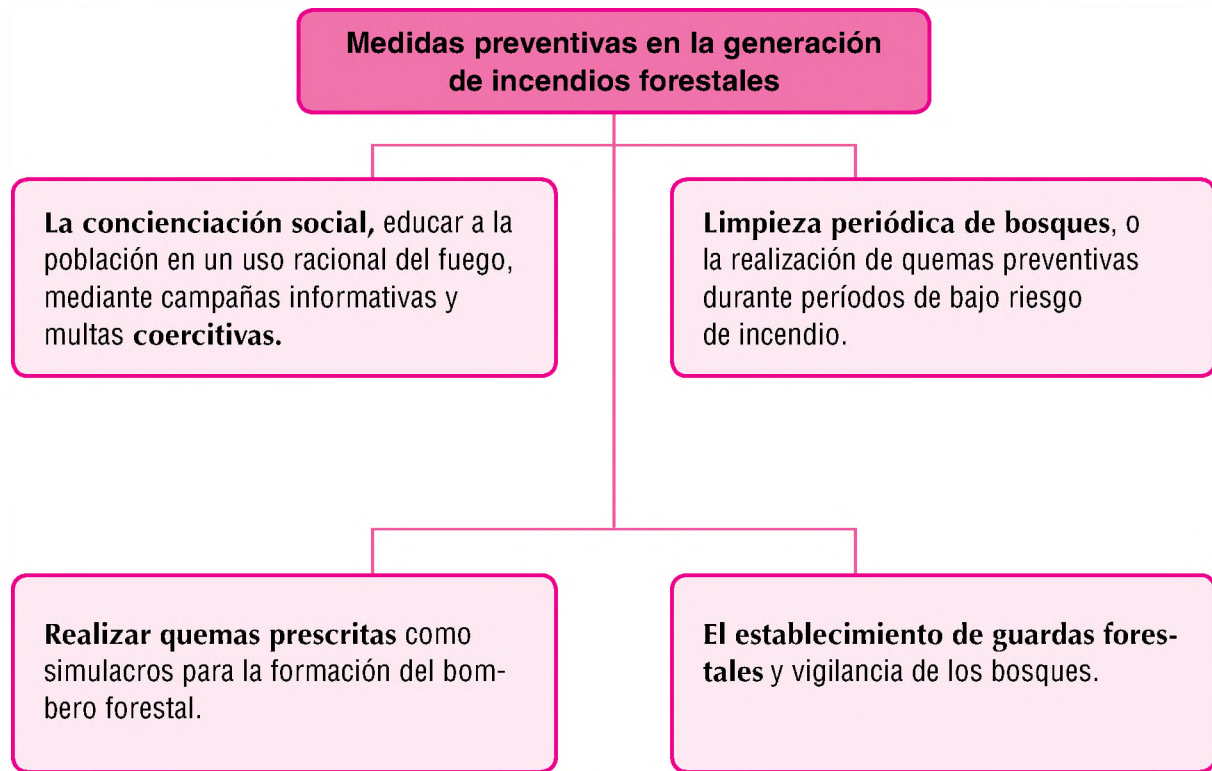 Medidas preventivas en la generación
de incendios forestales
La concienciación social, educar a la
población en un uso racional del fuego,
mediante campañas informativas y
multas coercitivas.
Limpieza periódica de bosques, o
la realización de quemas preventivas
durante períodos de bajo riesgo
de incendio.
Realizar quemas prescritas como
simulacros para la formación del bom-
bero forestal.
El establecimiento de guardas fores-
tales y vigilancia de los bosques.